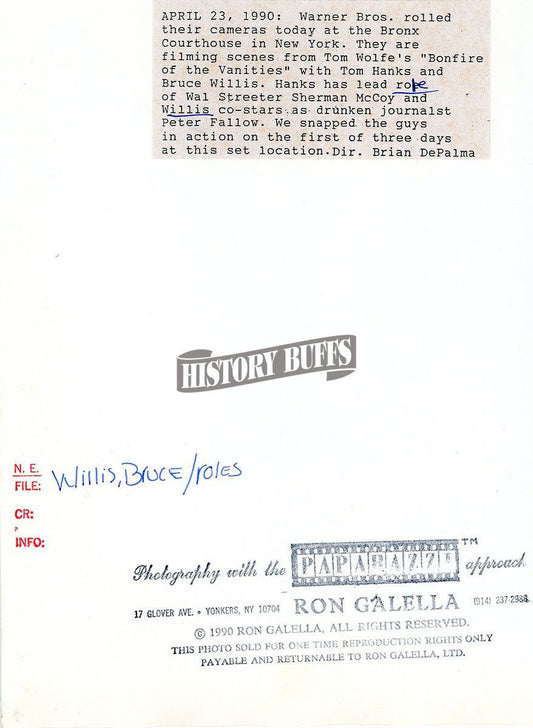 APRIL 23, 1990: Warner Bros. rolled
their cameras today at the Bronx
Courthouse in New York. They are
filming scenes from Tom Wolfe's "Bonfire
of the Vanities" with Tom Hanks and
Bruce Willis. Hanks has lead role
of Wal Streeter Sherman McCoy and
Willis co-stars as drunken journalst
Peter Fallow. We snapped the guys
in action on the first of three days
at this set location.Dir. Brian DePalma
HISTORY BUFFS
N. E.
FILE: Willis, Bruce/roles
CR:
INFO:
Photography with the PAPARAZZI ™ approach
17 GLOVER AVE. • YONKERS, NY 10704 RON GALELLA (914) 237-2988
© 1990 RON GALELLA, ALL RIGHTS RESERVED.
THIS PHOTO SOLD FOR ONE TIME REPRODUCTION RIGHTS ONLY
PAYABLE AND RETURNABLE TO RON GALELLA, LTD.